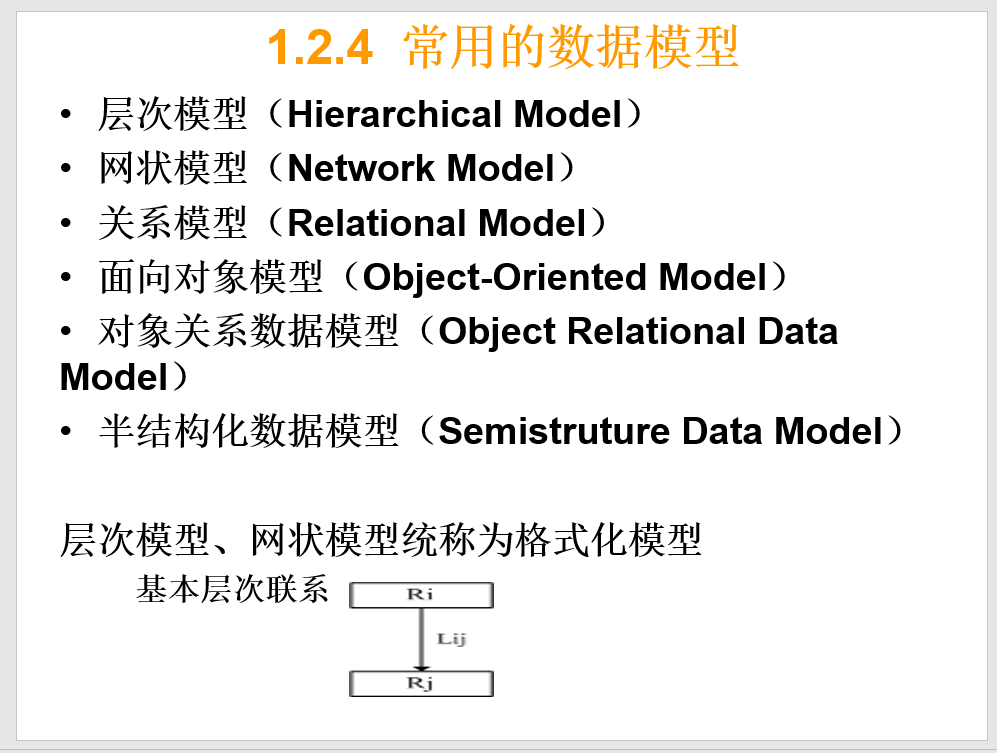 1.2.4 常用的数据模型
• 层次模型（Hierarchical Model）
• 网状模型（Network Model）
• 关系模型（Relational Model）
• 面向对象模型（Object-Oriented Model）
• 对象关系数据模型（Object Relational Data
Model）
• 半结构化数据模型（Semistruture Data Model）
层次模型、网状模型统称为格式化模型
基本层次联系
Ri
Lij
Rj